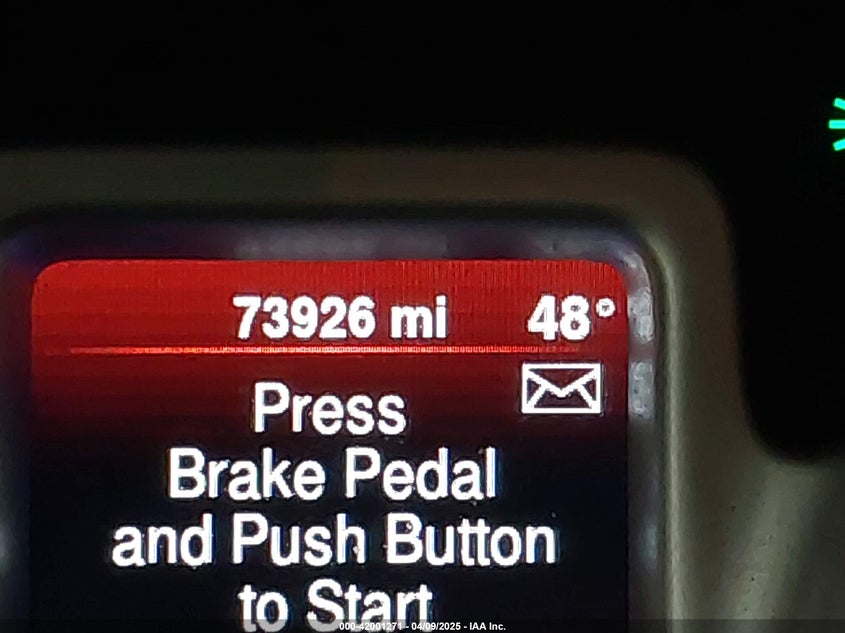 73926 mi 48°
Press
Brake Pedal
and Push Button
to Start
000-42001271 - 04/09/2025 - IAA Inc.